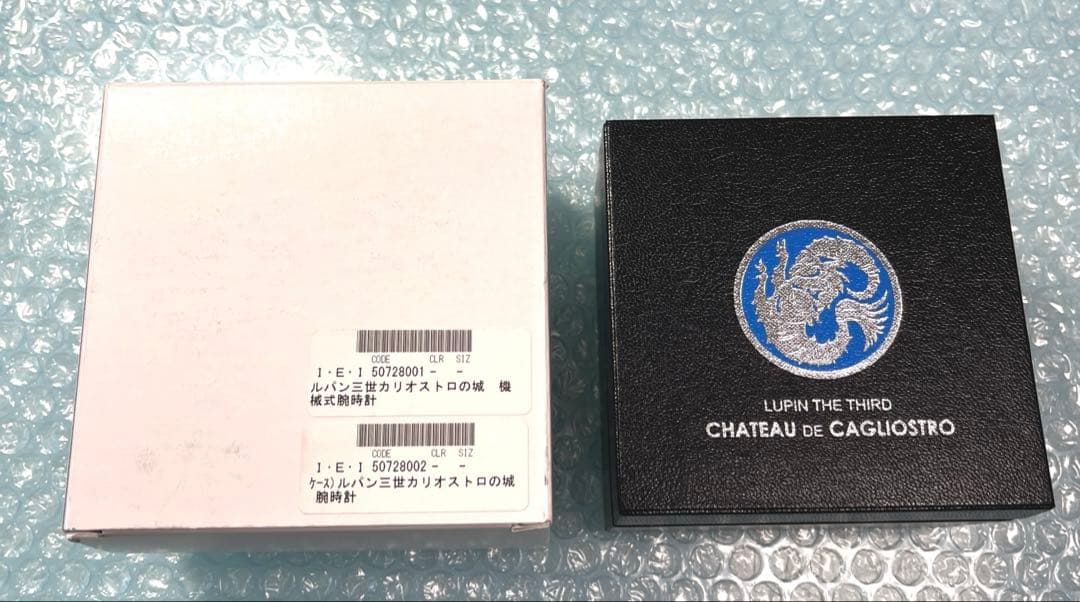 CODE CLR SIZ
I・E・I 50728001 - -
ルパン三世カリオストロの城 機
械式腕時計
CODE CLR SIZ
I・E・I 50728002 - -
ｹｰｽ)ルパン三世カリオストロの城
腕時計
LUPIN THE THIRD
CHATEAU DE CAGLIOSTRO